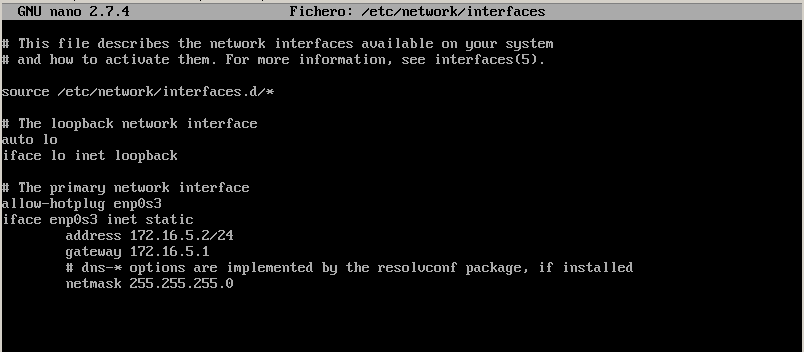 GNU nano 2.7.4 Fichero: /etc/network/interfaces
# This file describes the network interfaces available on your system
# and how to activate them. For more information, see interfaces(5).
source /etc/network/interfaces.d/*
# The loopback network interface
auto lo
iface lo inet loopback
# The primary network interface
allow-hotplug enp0s3
iface enp0s3 inet static
address 172.16.5.2/24
gateway 172.16.5.1
# dns-* options are implemented by the resolvconf package, if installed
netmask 255.255.255.0